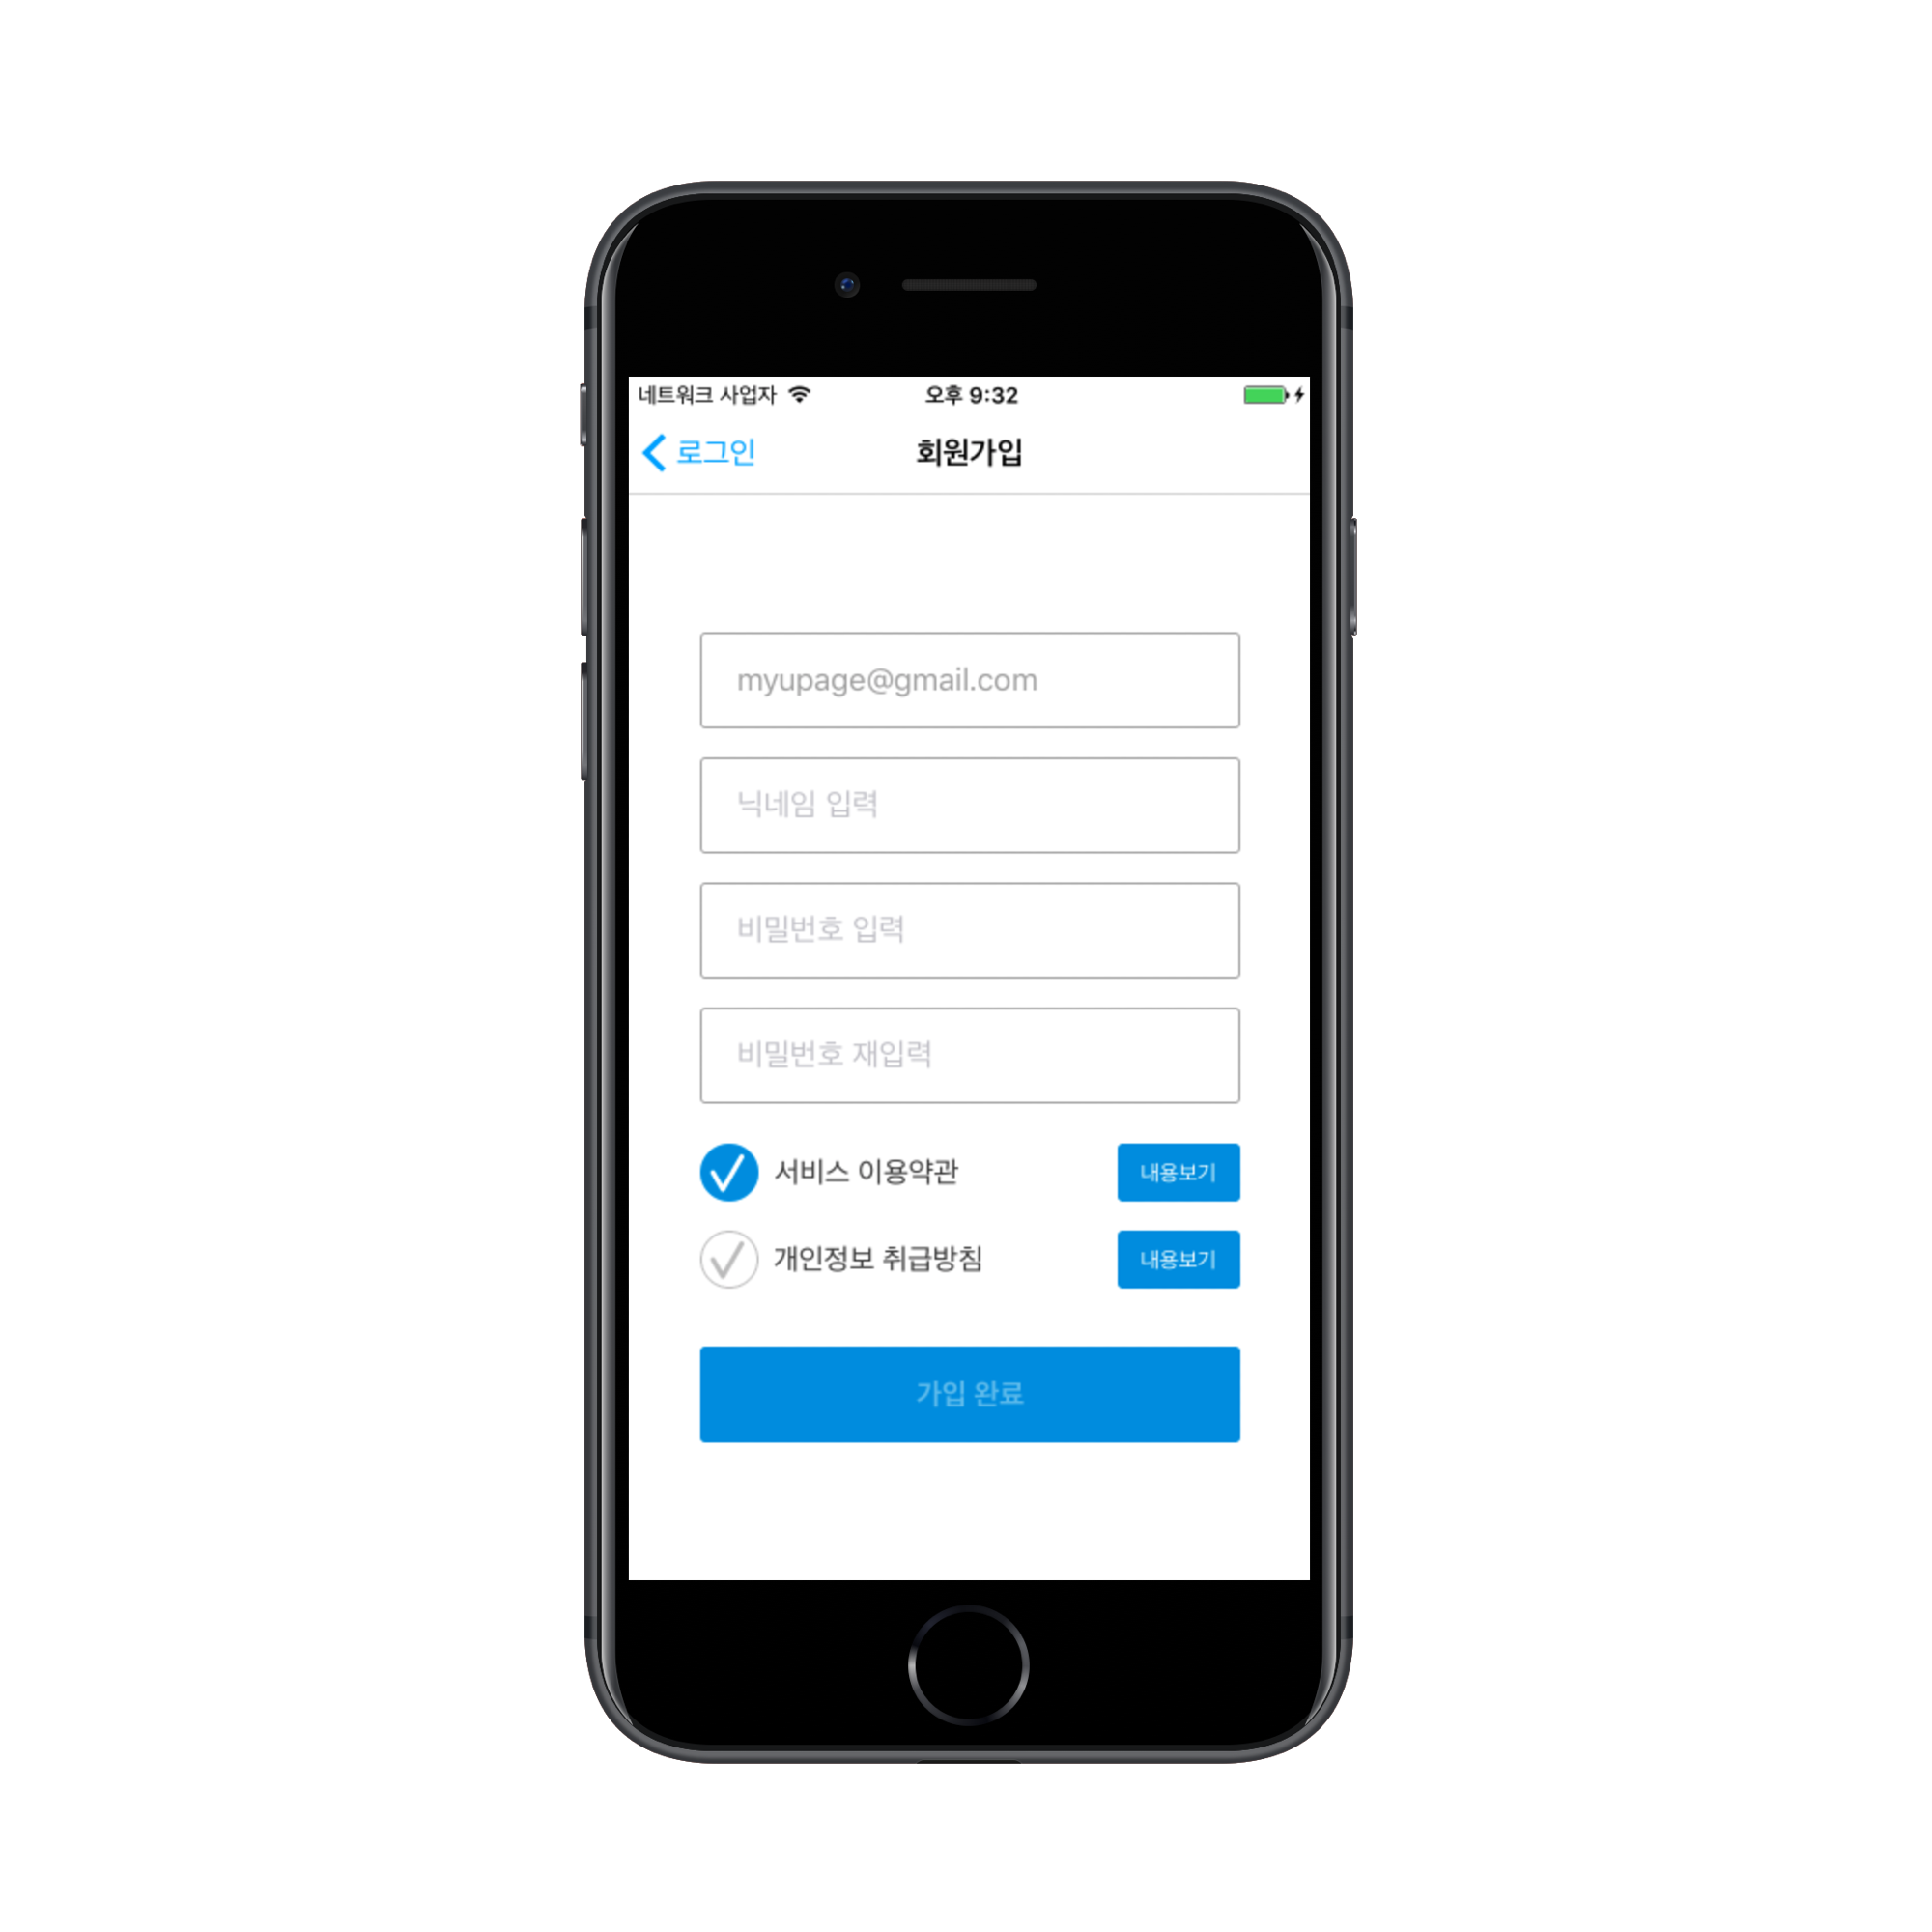 네트워크 사업자 오후 9:32
로그인 회원가입
myupage@gmail.com
닉네임 입력
비밀번호 입력
비밀번호 재입력
서비스 이용약관 내용보기
개인정보 취급방침 내용보기
가입 완료